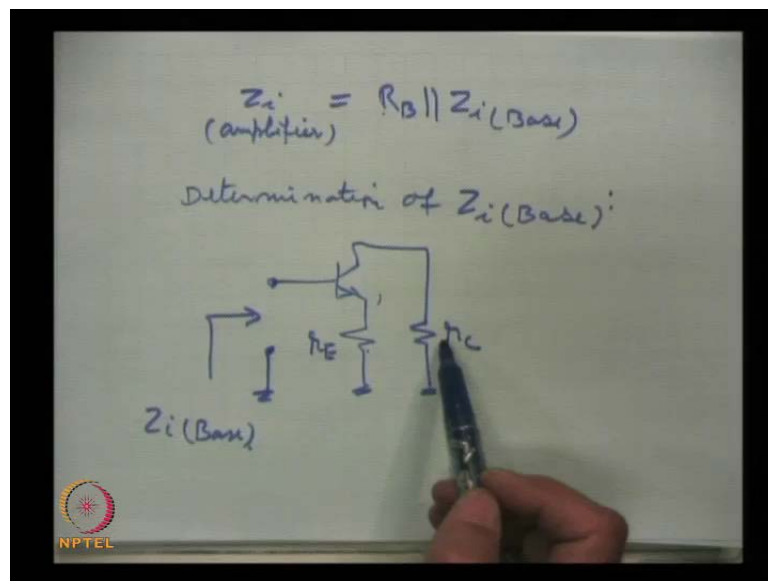 Zi = RB || Zi(Base)
(amplifier)
Determination of Zi(Base):
rE
rC
Zi(Base)
NPTEL